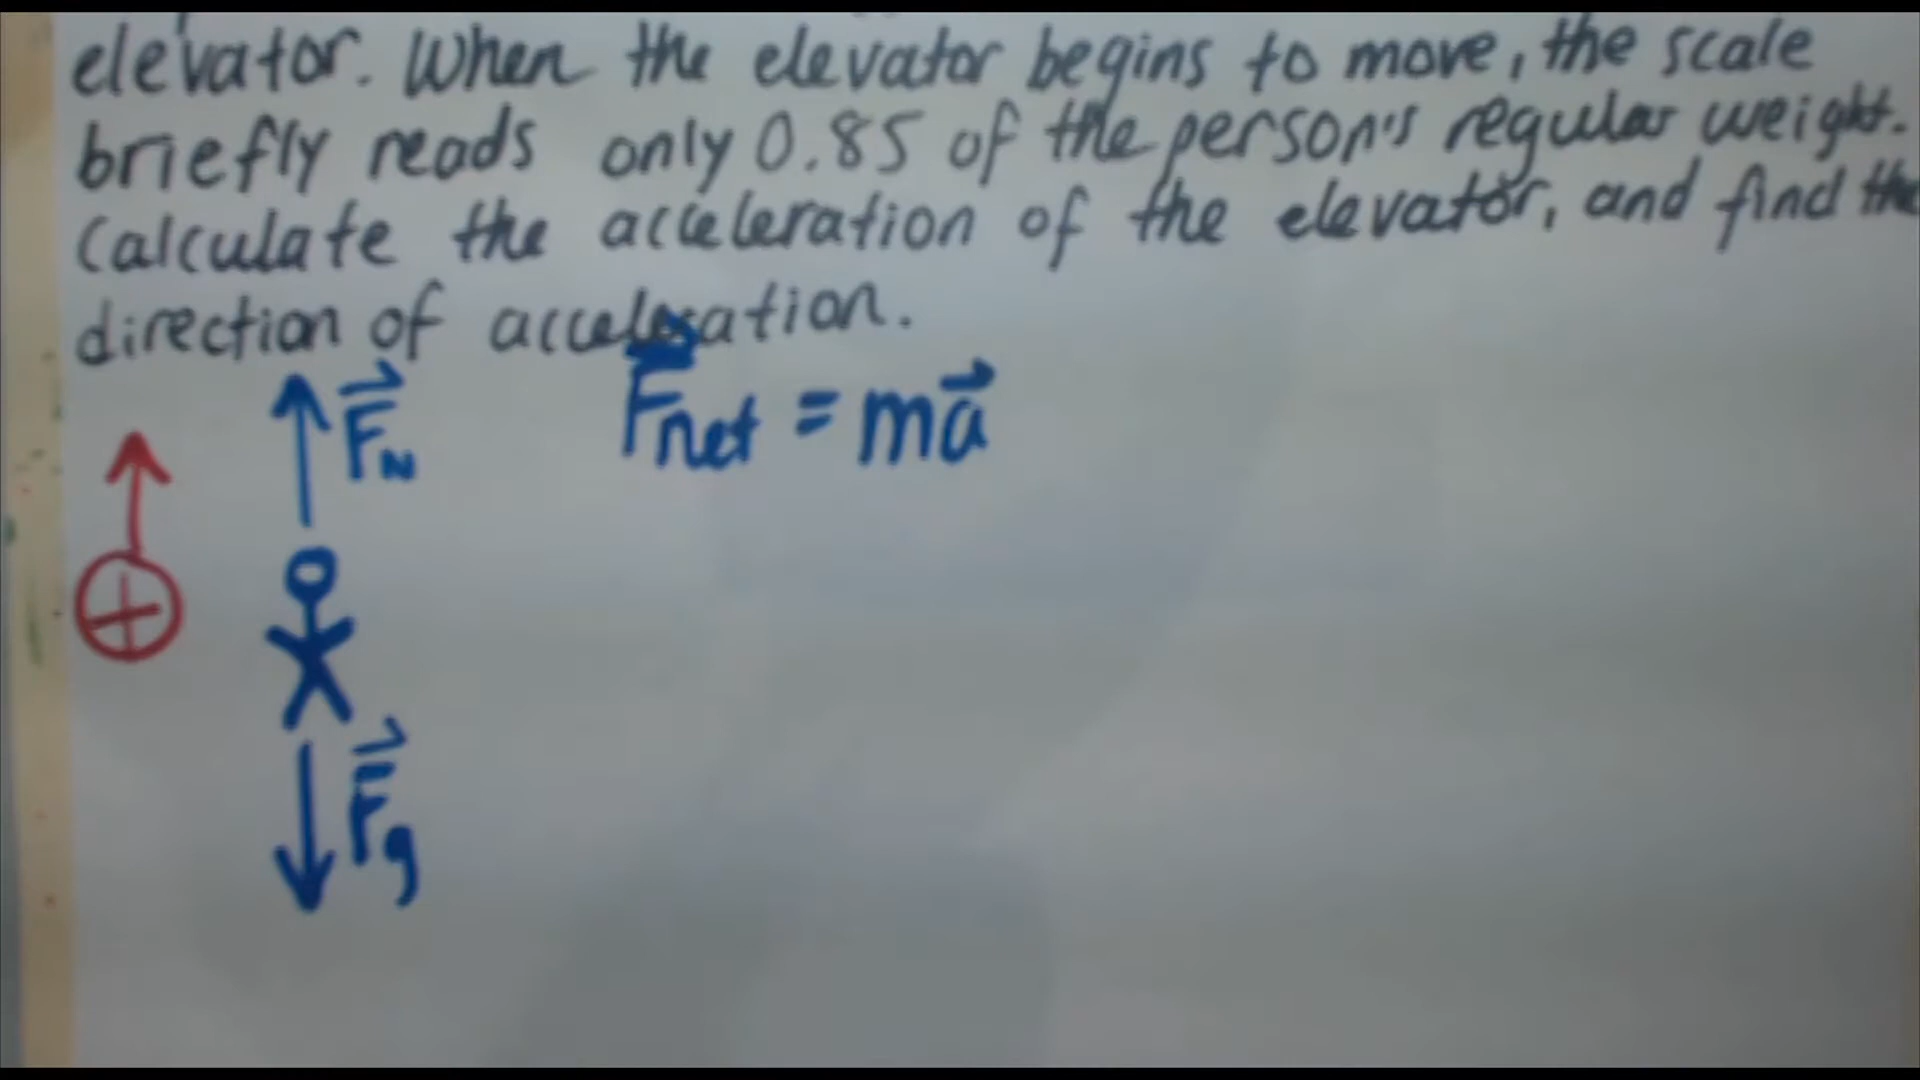 elevator. When the elevator begins to move, the scale
briefly reads only 0.85 of the person's regular weight.
Calculate the acceleration of the elevator, and find the
direction of acceleration.
F⃗N
F⃗net = ma⃗
+
F⃗g